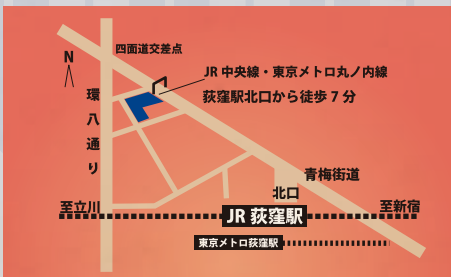 四面道交差点
N
JR中央線・東京メトロ丸ノ内線
荻窪駅北口から徒歩7分
環八通り
青梅街道
北口
至立川
JR 荻窪駅
至新宿
東京メトロ荻窪駅